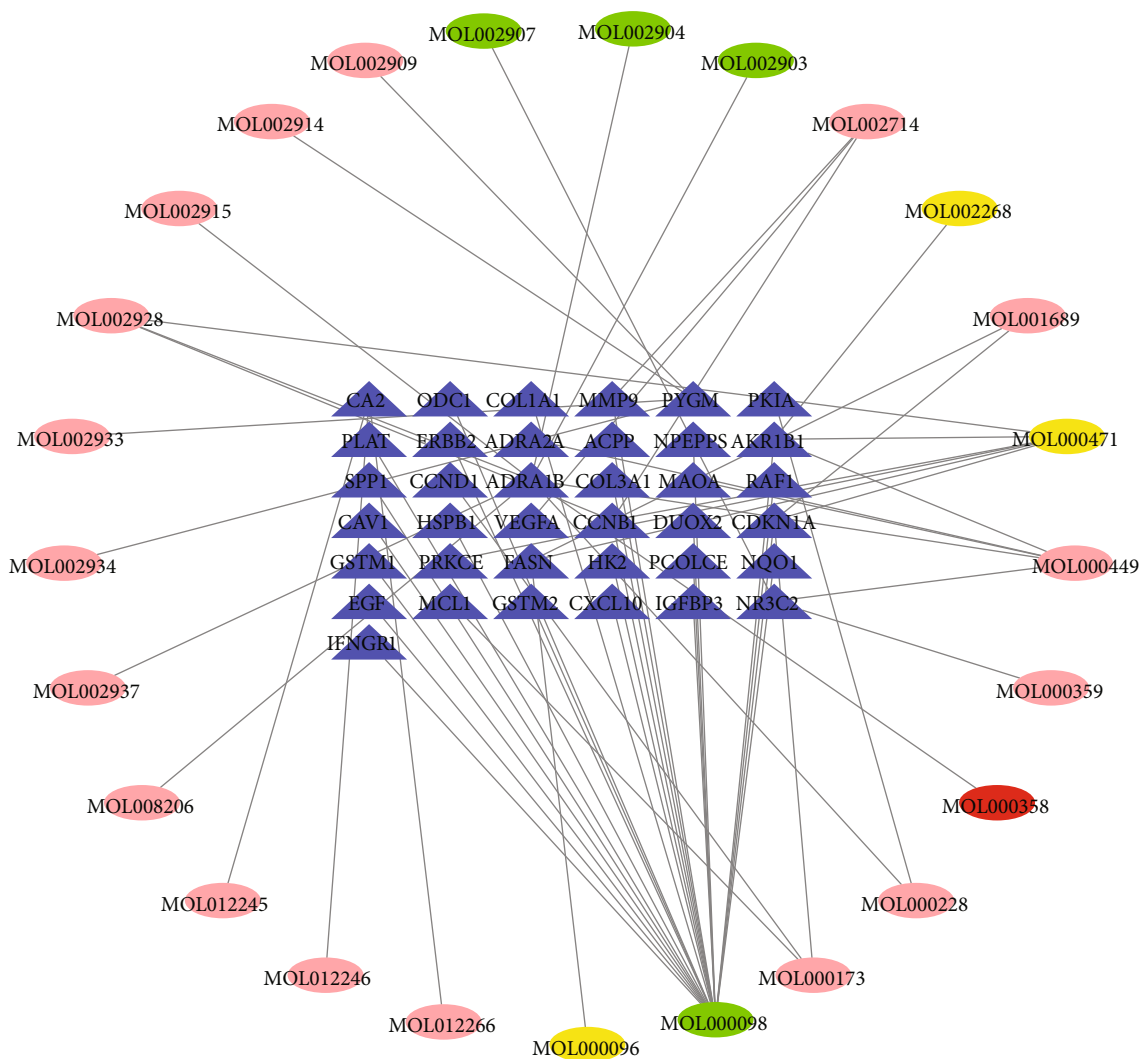 MOL002907
MOL002904
MOL002903
MOL002909
MOL002914
MOL002714
MOL002915
MOL002268
MOL002928
MOL001689
MOL002933
MOL000471
CA2 ODC1 COL1A1 MMP9 PYGM PKIA
PLAT ERBB2 ADRA2A ACPP NPEPPS AKR1B1
SPP1 CCND1 ADRA1B COL3A1 MAOA RAF1
CAV1 HSPB1 VEGFA CCNB1 DUOX2 CDKN1A
GSTM1 PRKCE FASN HK2 PCOLCE NQO1
EGF MCL1 GSTM2 CXCL10 IGFBP3 NR3C2
IFNGR1
MOL002934
MOL000449
MOL002937
MOL000359
MOL008206
MOL000358
MOL012245
MOL000228
MOL012246
MOL000173
MOL012266
MOL000098
MOL000096